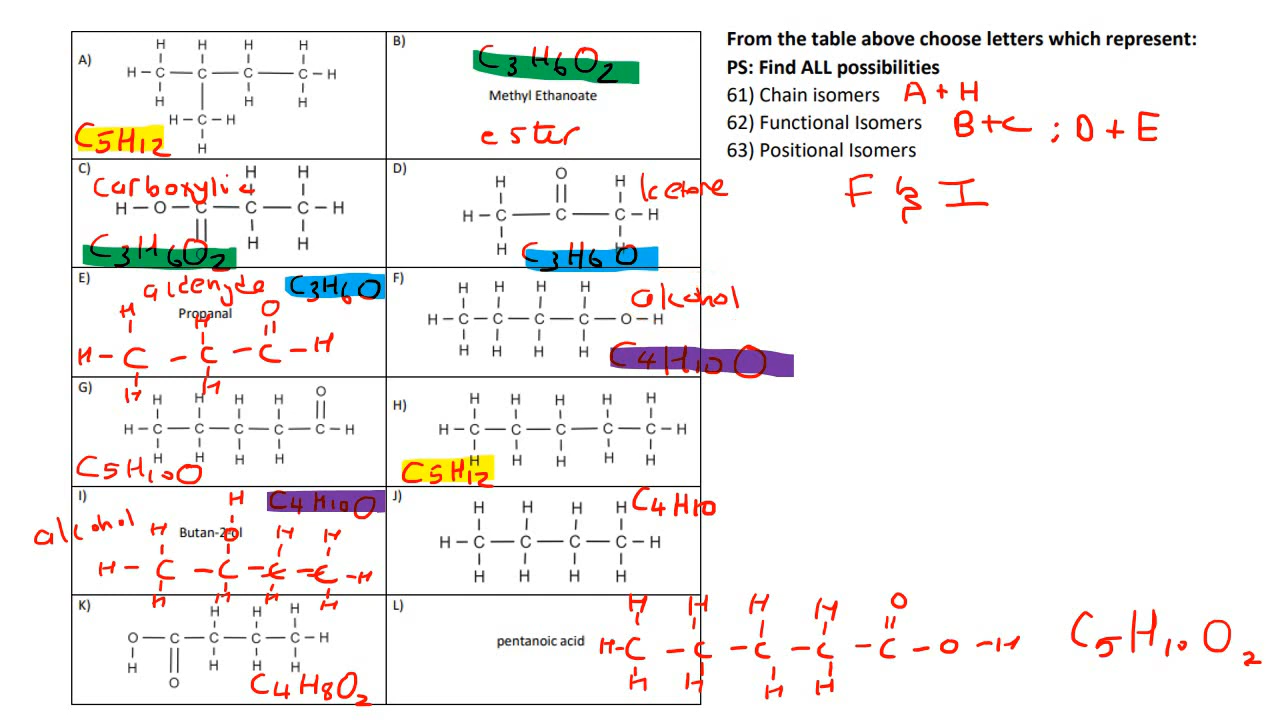 From the table above choose letters which represent:
PS: Find ALL possibilities
61) Chain isomers A + H
62) Functional Isomers B+C ; D + E
63) Positional Isomers
F & I
A)
H H H H
H-C-C-C-C-H
H H H
H-C-H
H
C5H12
B)
C3H6O2
Methyl Ethanoate
ester
C)
Carboxylic
H H
H-O-C-C-C-H
H H
C3H6O2
D)
ketone
H O H
H-C-C-C-H
H H
C3H6O
E)
aldehyde C3H6O
Propanal
H H O
H-C-C-C-H
H H
F)
alcohol
H H H H
H-C-C-C-C-O-H
H H H H
C4H10O
G)
H H H H O
H-C-C-C-C-C-H
H H H H
C5H10O
H)
H H H H H
H-C-C-C-C-C-H
H H H H H
C5H12
I)
C4H10O
alcohol
Butan-2-ol
H
H O H H
H-C-C-C-C-H
H H H H
J)
C4H10
H H H H
H-C-C-C-C-H
H H H H
K)
H H H
O-C-C-C-C-H
H H H H
O
C4H8O2
L)
pentanoic acid
H H H H O
H-C-C-C-C-C-O-H
H H H H
C5H10O2